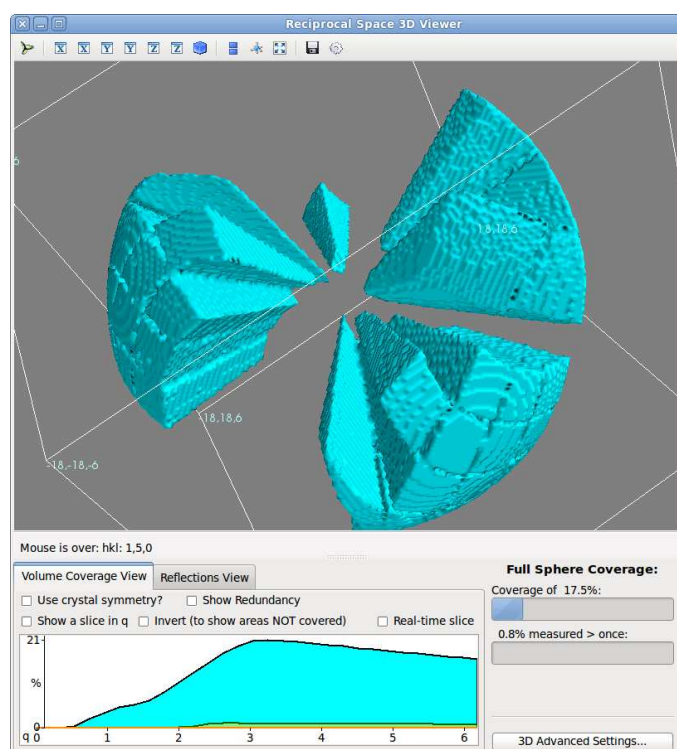 Reciprocal Space 3D Viewer
X X Y Y Z Z
6
18,18,6
-18,18,6
-18,-18,-6
Mouse is over: hkl: 1,5,0
Volume Coverage View Reflections View
Full Sphere Coverage:
Coverage of 17.5%:
Use crystal symmetry? Show Redundancy
Show a slice in q Invert (to show areas NOT covered) Real-time slice
0.8% measured > once:
21
%
0
q 0 1 2 3 4 5 6
3D Advanced Settings...